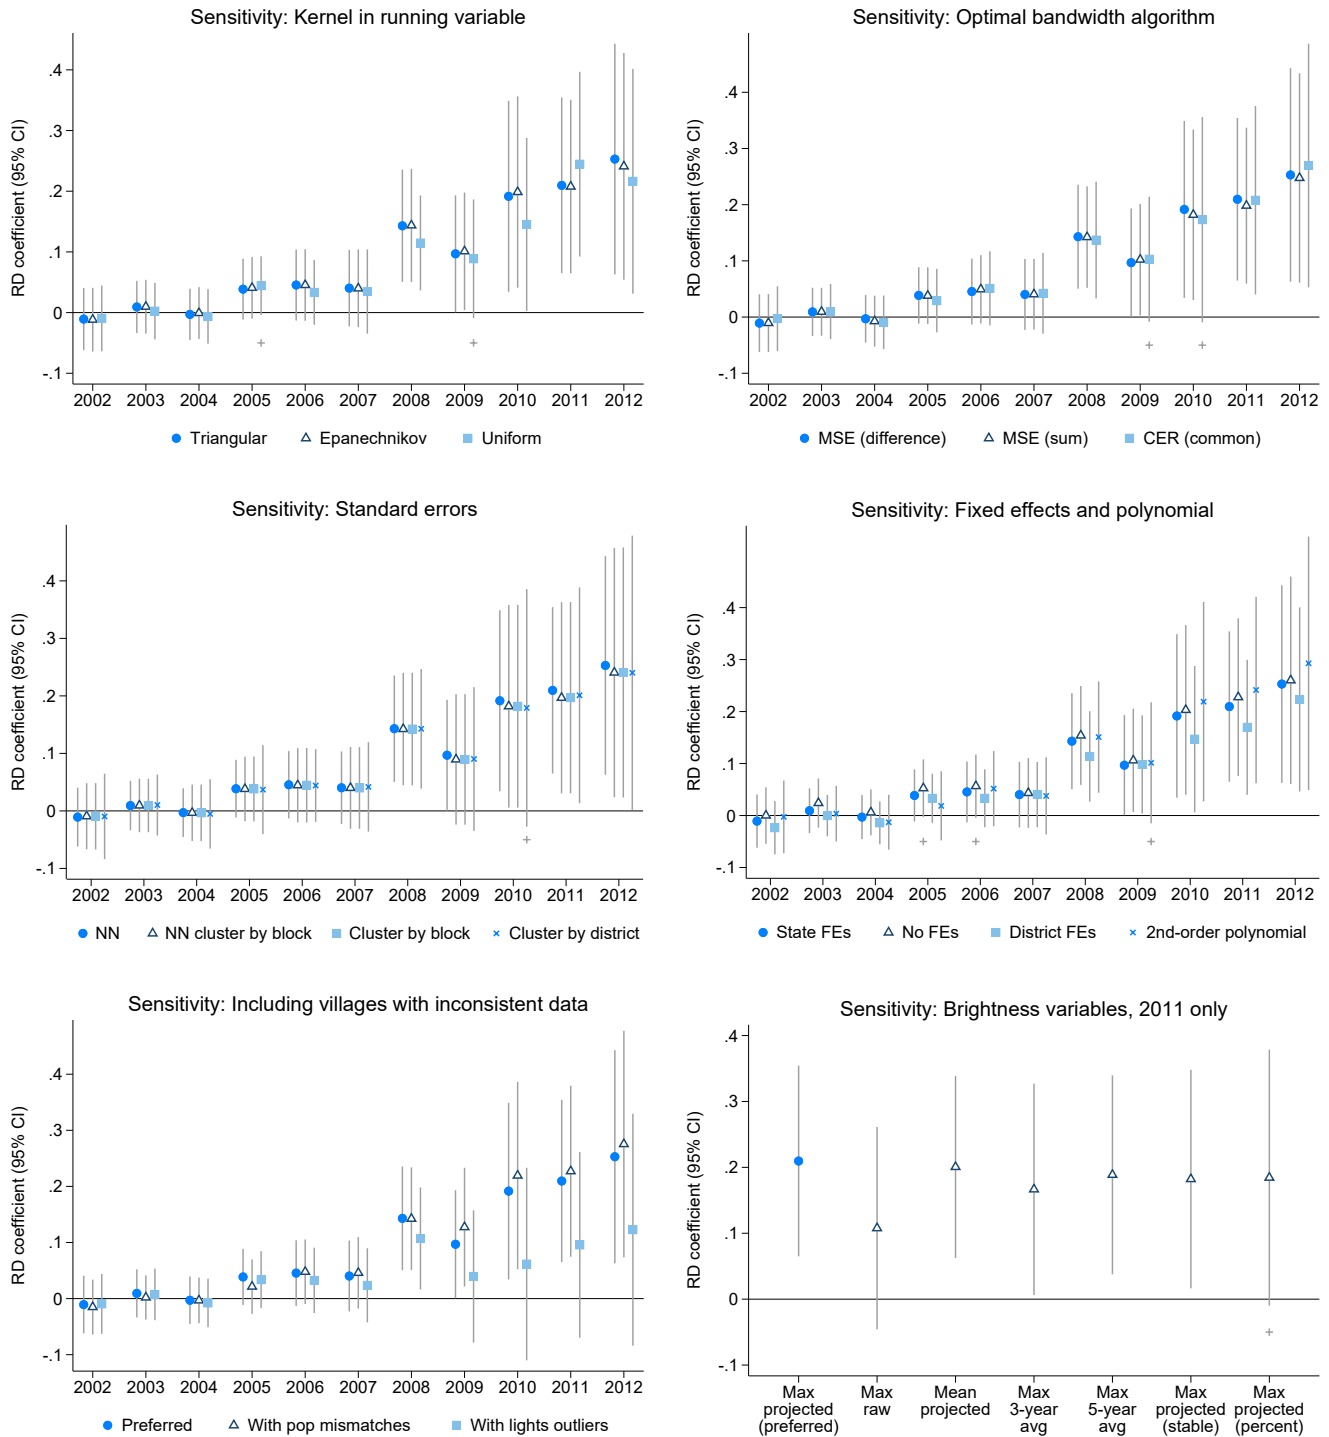 Sensitivity: Kernel in running variable
RD coefficient (95% CI)
.4
.3
.2
.1
0
-.1
2002 2003 2004 2005 2006 2007 2008 2009 2010 2011 2012
Triangular Epanechnikov Uniform
Sensitivity: Optimal bandwidth algorithm
RD coefficient (95% CI)
.4
.3
.2
.1
0
-.1
2002 2003 2004 2005 2006 2007 2008 2009 2010 2011 2012
MSE (difference) MSE (sum) CER (common)
Sensitivity: Standard errors
RD coefficient (95% CI)
.4
.3
.2
.1
0
-.1
2002 2003 2004 2005 2006 2007 2008 2009 2010 2011 2012
NN NN cluster by block Cluster by block Cluster by district
Sensitivity: Fixed effects and polynomial
RD coefficient (95% CI)
.4
.3
.2
.1
0
-.1
2002 2003 2004 2005 2006 2007 2008 2009 2010 2011 2012
State FEs No FEs District FEs 2nd-order polynomial
Sensitivity: Including villages with inconsistent data
RD coefficient (95% CI)
.4
.3
.2
.1
0
-.1
2002 2003 2004 2005 2006 2007 2008 2009 2010 2011 2012
Preferred With pop mismatches With lights outliers
Sensitivity: Brightness variables, 2011 only
RD coefficient (95% CI)
.4
.3
.2
.1
0
-.1
Max
projected
(preferred)
Max
raw
Mean
projected
Max
3-year
avg
Max
5-year
avg
Max
projected
(stable)
Max
projected
(percent)